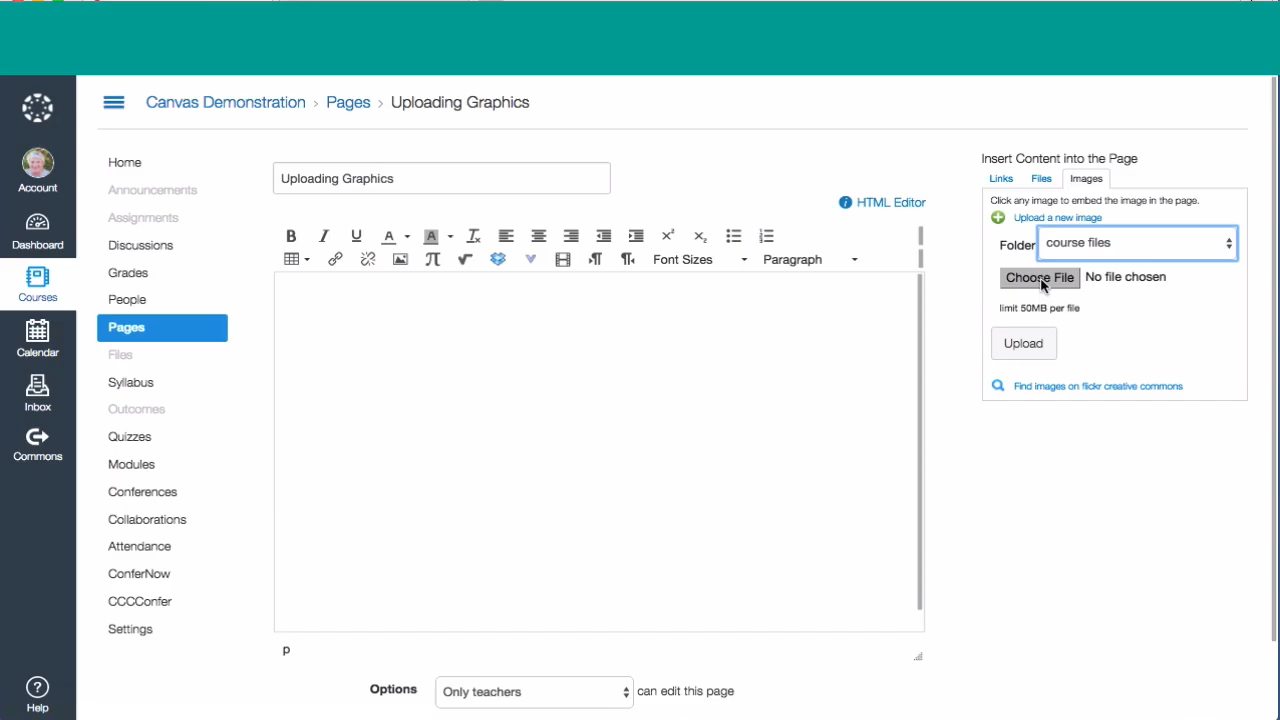 Canvas Demonstration › Pages › Uploading Graphics
Account
Dashboard
Courses
Calendar
Inbox
Commons
Help
Home
Announcements
Assignments
Discussions
Grades
People
Pages
Files
Syllabus
Outcomes
Quizzes
Modules
Conferences
Collaborations
Attendance
ConferNow
CCCConfer
Settings
Uploading Graphics
HTML Editor
B I U A A x² x₂
π Font Sizes Paragraph
p
Options Only teachers can edit this page
Insert Content into the Page
Links Files Images
Click any image to embed the image in the page.
Upload a new image
Folder course files
Choose File No file chosen
limit 50MB per file
Upload
Find images on flickr creative commons